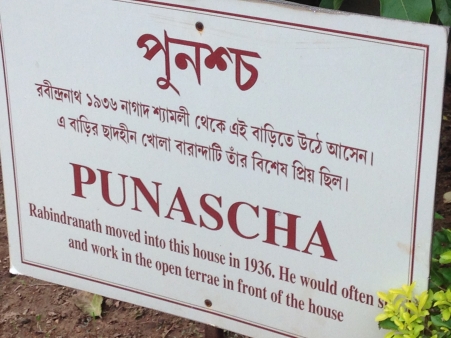 পুনশ্চ
রবীন্দ্রনাথ ১৯৩৬ নাগাদ শ্যামলী থেকে এই বাড়িতে উঠে আসেন।
এ বাড়ির ছাদহীন খোলা বারান্দাটি তাঁর বিশেষ প্রিয় ছিল।
PUNASCHA
Rabindranath moved into this house in 1936. He would often
and work in the open terrae in front of the house